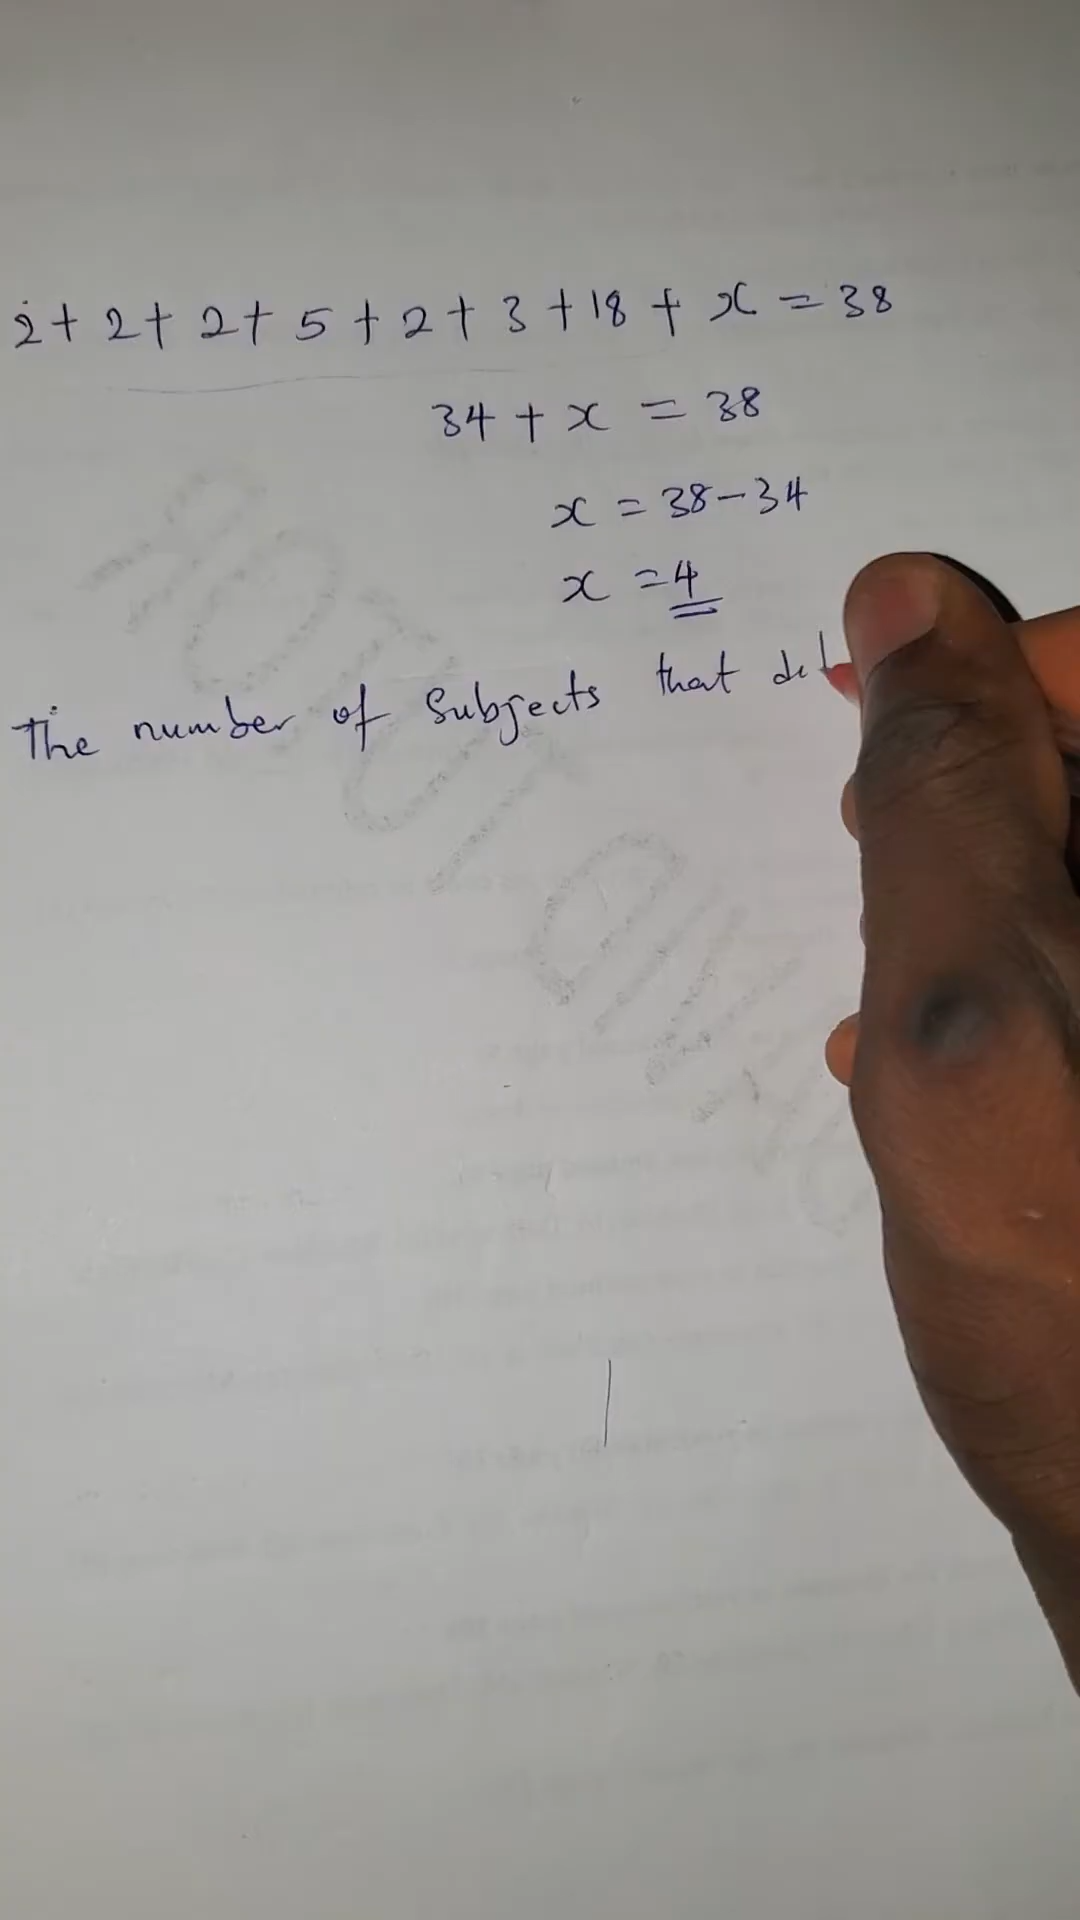 2 + 2 + 2 + 5 + 2 + 3 + 18 + x = 38
34 + x = 38
x = 38 - 34
x = 4
The number of Subjects that